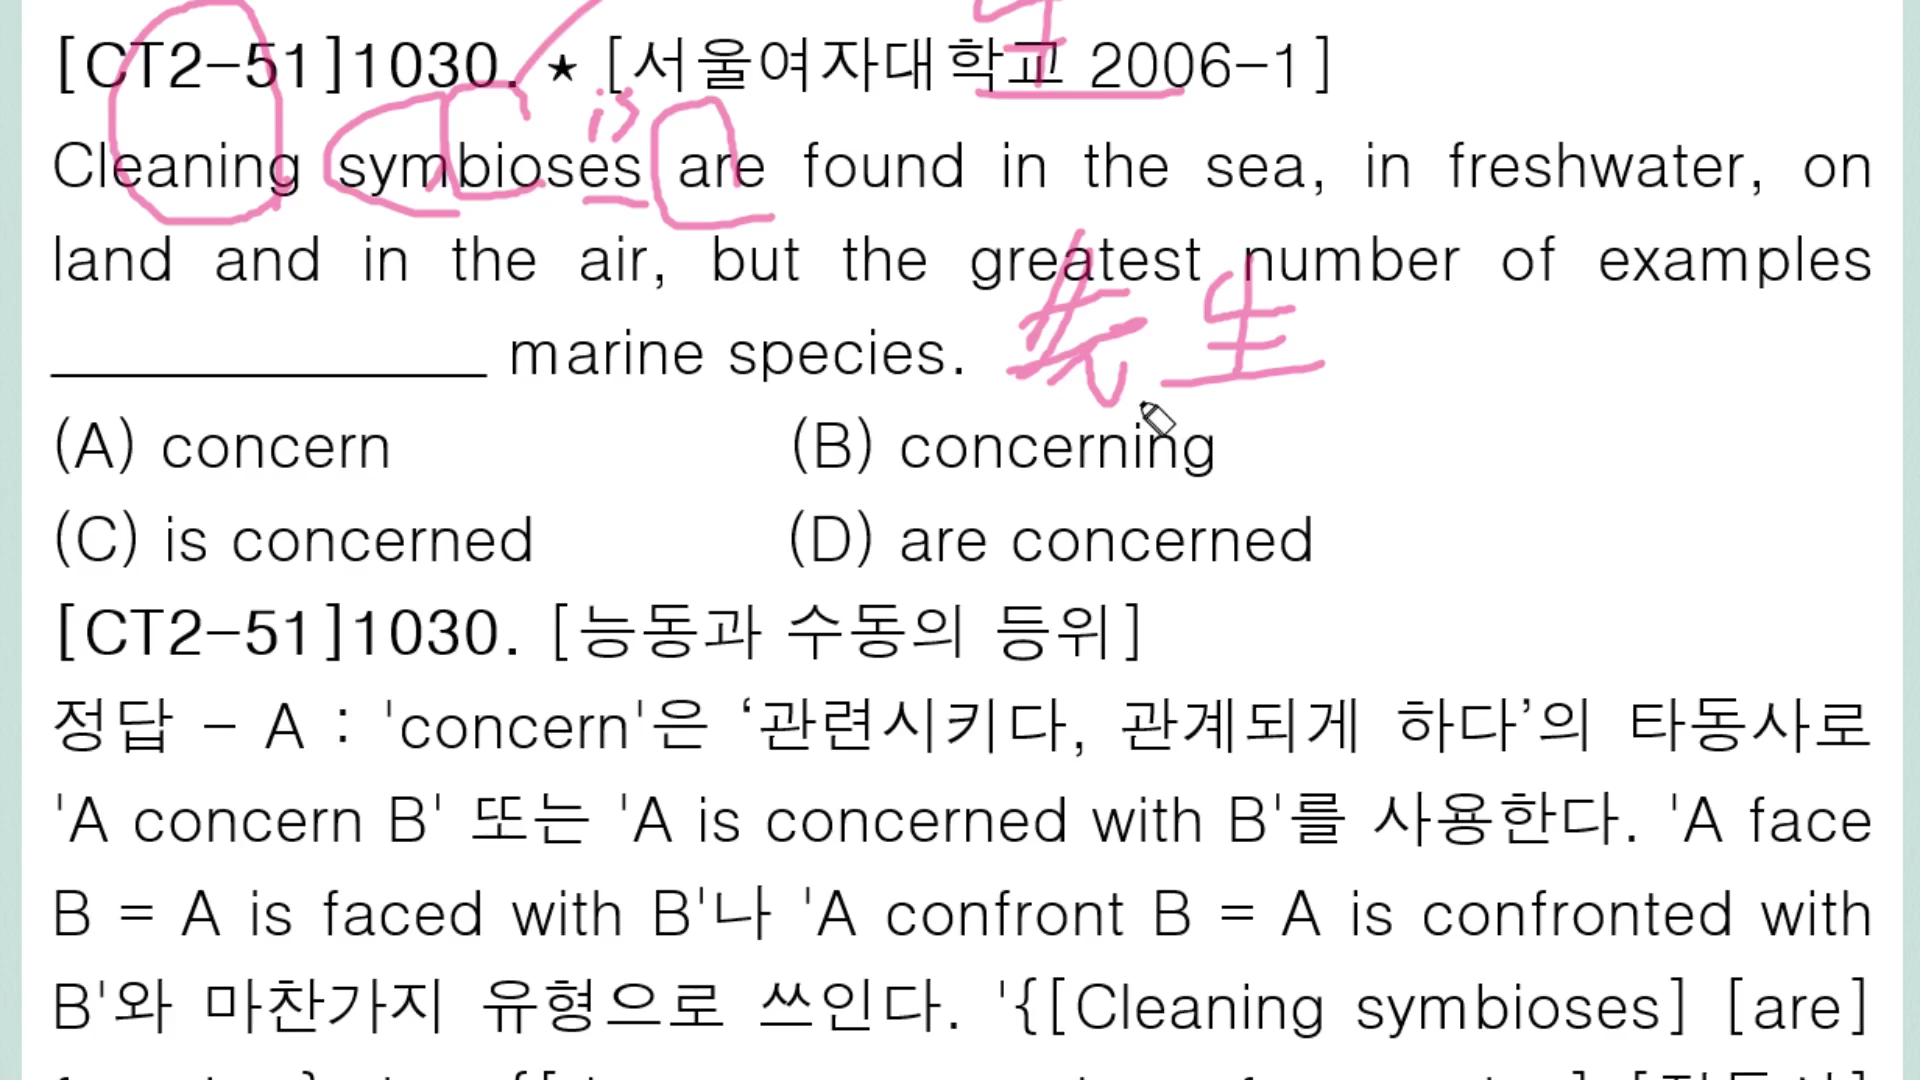 [CT2-51]1030. ★ [서울여자대학교 2006-1]
is
Cleaning symbioses are found in the sea, in freshwater, on
land and in the air, but the greatest number of examples
____________ marine species.
生
(A) concern (B) concerning
(C) is concerned (D) are concerned
[CT2-51]1030. [능동과 수동의 등위]
정답 - A : 'concern'은 ‘관련시키다, 관계되게 하다’의 타동사로
'A concern B' 또는 'A is concerned with B'를 사용한다. 'A face
B = A is faced with B'나 'A confront B = A is confronted with
B'와 마찬가지 유형으로 쓰인다. '{[Cleaning symbioses] [are]